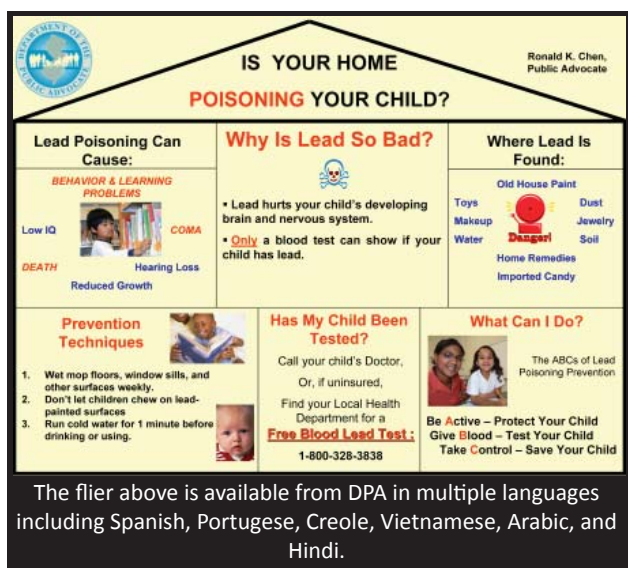 DEPARTMENT OF THE
PUBLIC ADVOCATE
IS YOUR HOME
POISONING YOUR CHILD?
Ronald K. Chen,
Public Advocate
Lead Poisoning Can
Cause:
BEHAVIOR & LEARNING
PROBLEMS
Low IQ
COMA
DEATH
Hearing Loss
Reduced Growth
Why Is Lead So Bad?
▪ Lead hurts your child's developing
brain and nervous system.
▪ Only a blood test can show if your
child has lead.
Where Lead Is
Found:
Old House Paint
Toys
Dust
Makeup
Jewelry
Water
Danger!
Soil
Home Remedies
Imported Candy
Prevention
Techniques
1. Wet mop floors, window sills, and
other surfaces weekly.
2. Don't let children chew on lead-
painted surfaces
3. Run cold water for 1 minute before
drinking or using.
Has My Child Been
Tested?
Call your child's Doctor,
Or, if uninsured,
Find your Local Health
Department for a
Free Blood Lead Test :
1-800-328-3838
What Can I Do?
The ABCs of Lead
Poisoning Prevention
Be Active – Protect Your Child
Give Blood – Test Your Child
Take Control – Save Your Child
The flier above is available from DPA in multiple languages
including Spanish, Portugese, Creole, Vietnamese, Arabic, and
Hindi.